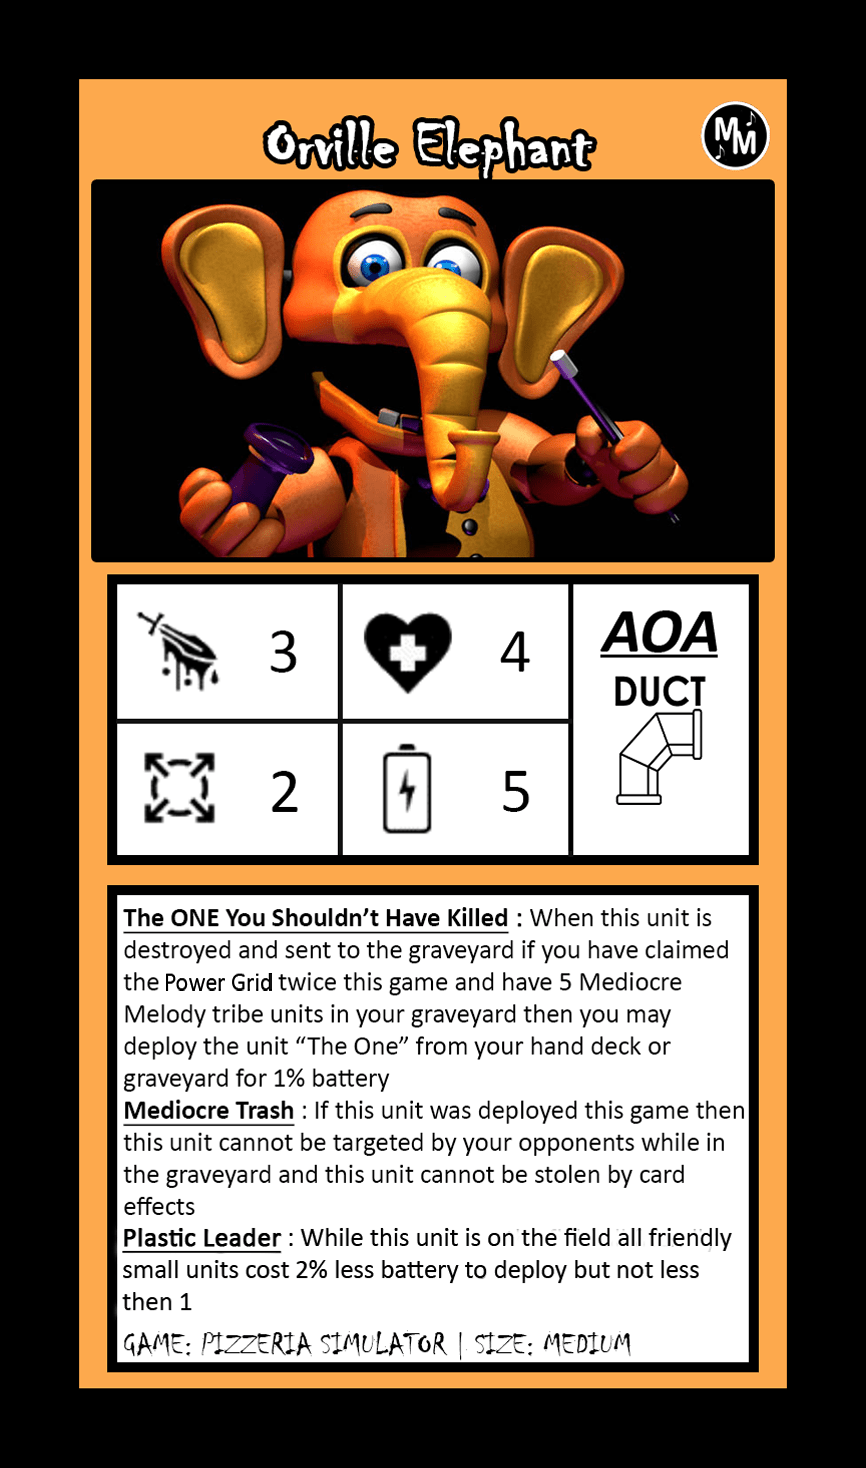 Orville Elephant
MM
3
4
AOA
DUCT
2
5
The ONE You Shouldn’t Have Killed : When this unit is
destroyed and sent to the graveyard if you have claimed
the Power Grid twice this game and have 5 Mediocre
Melody tribe units in your graveyard then you may
deploy the unit “The One” from your hand deck or
graveyard for 1% battery
Mediocre Trash : If this unit was deployed this game then
this unit cannot be targeted by your opponents while in
the graveyard and this unit cannot be stolen by card
effects
Plastic Leader : While this unit is on the field all friendly
small units cost 2% less battery to deploy but not less
then 1
GAME: PIZZERIA SIMULATOR | SIZE: MEDIUM